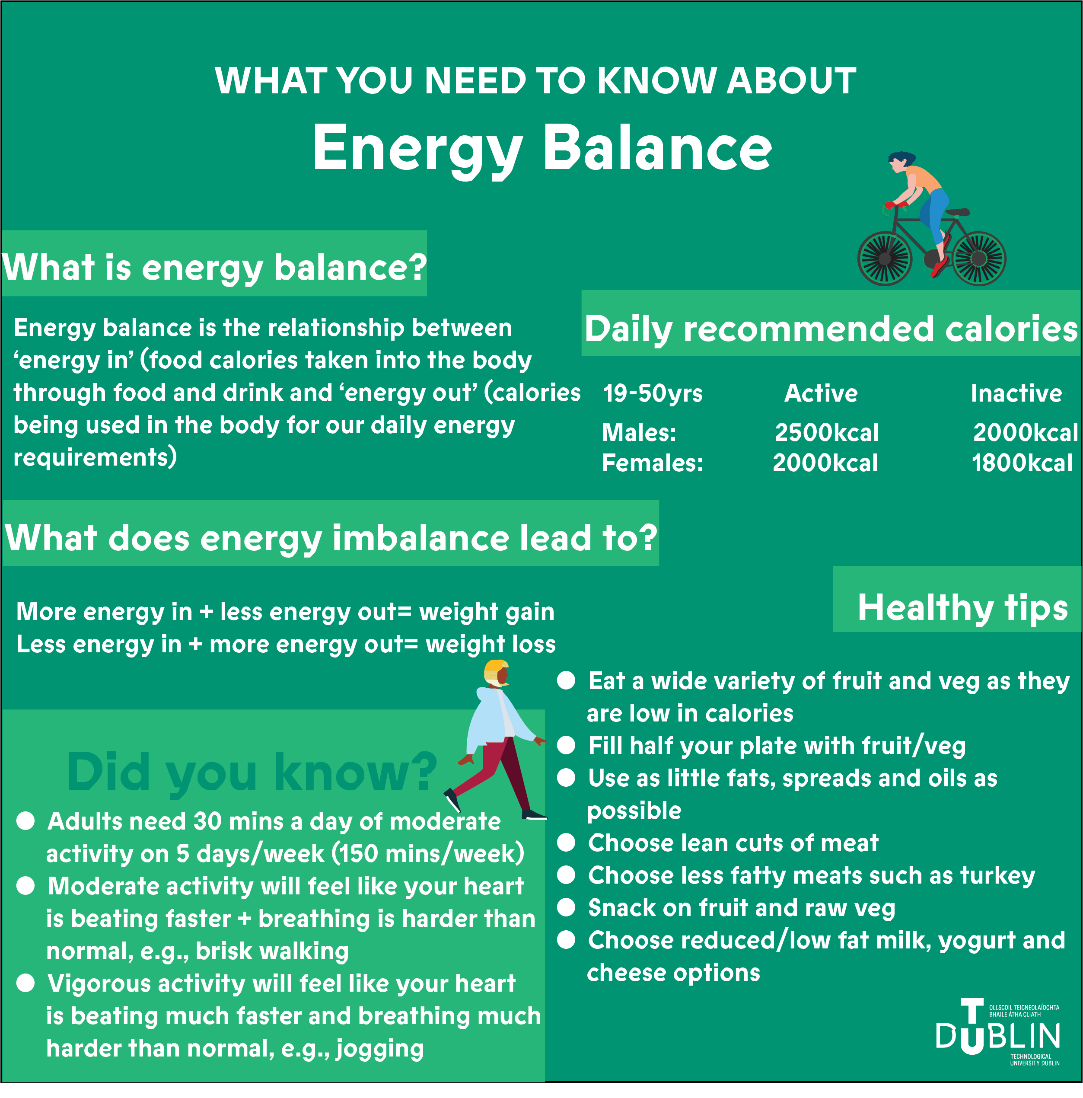 WHAT YOU NEED TO KNOW ABOUT
Energy Balance
What is energy balance?
Energy balance is the relationship between
‘energy in’ (food calories taken into the body
through food and drink and ‘energy out’ (calories
being used in the body for our daily energy
requirements)
Daily recommended calories
19-50yrs Active Inactive
Males: 2500kcal 2000kcal
Females: 2000kcal 1800kcal
What does energy imbalance lead to?
More energy in + less energy out= weight gain
Less energy in + more energy out= weight loss
Healthy tips
● Eat a wide variety of fruit and veg as they
are low in calories
● Fill half your plate with fruit/veg
● Use as little fats, spreads and oils as
possible
● Choose lean cuts of meat
● Choose less fatty meats such as turkey
● Snack on fruit and raw veg
● Choose reduced/low fat milk, yogurt and
cheese options
Did you know?
● Adults need 30 mins a day of moderate
activity on 5 days/week (150 mins/week)
● Moderate activity will feel like your heart
is beating faster + breathing is harder than
normal, e.g., brisk walking
● Vigorous activity will feel like your heart
is beating much faster and breathing much
harder than normal, e.g., jogging
OLLSCOIL TEICNEOLAÍOCHTA
BHAILE ÁTHA CLIATH
TU DUBLIN
TECHNOLOGICAL
UNIVERSITY DUBLIN